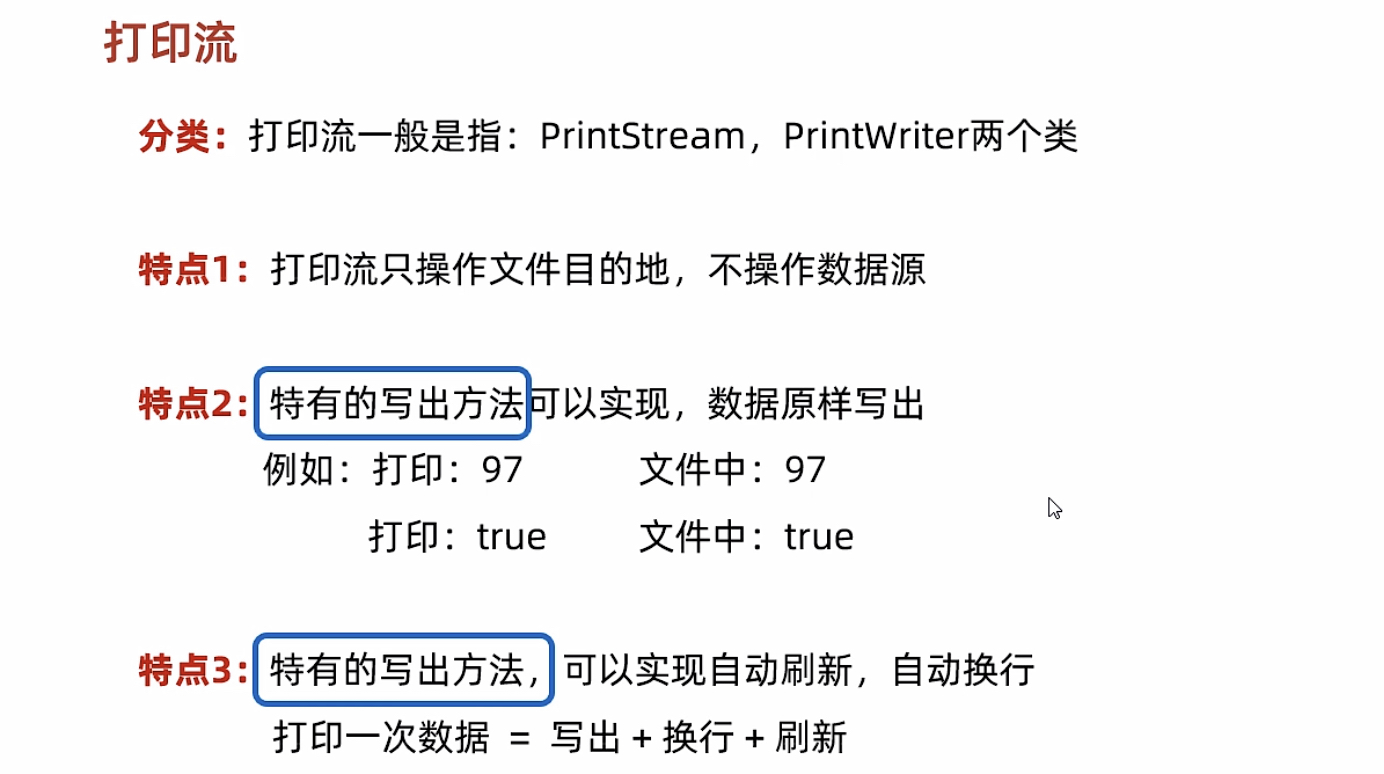 打印流
分类：打印流一般是指：PrintStream，PrintWriter两个类
特点1：打印流只操作文件目的地，不操作数据源
特点2：特有的写出方法可以实现，数据原样写出
例如：打印：97 文件中：97
打印：true 文件中：true
特点3：特有的写出方法，可以实现自动刷新，自动换行
打印一次数据 = 写出 + 换行 + 刷新